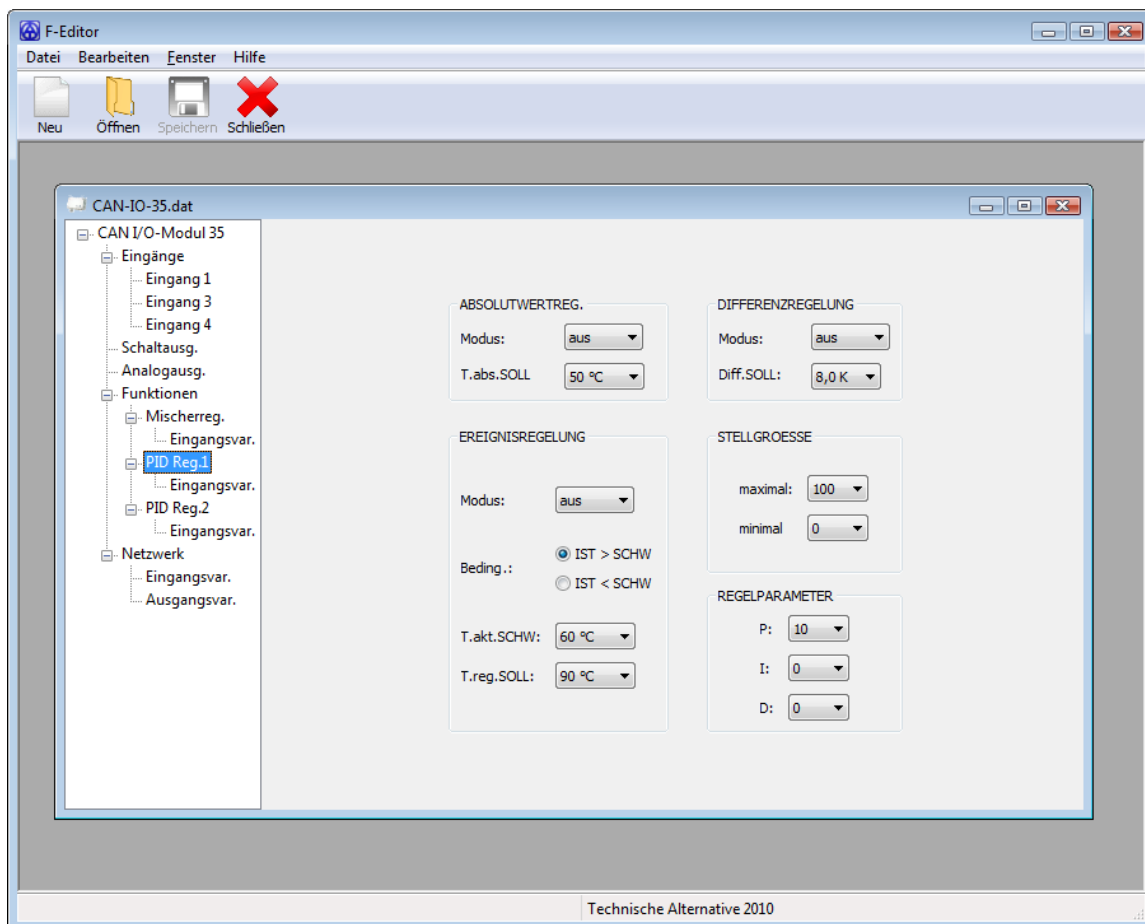 F-Editor
Datei Bearbeiten Fenster Hilfe
Neu Öffnen Speichern Schließen
CAN-IO-35.dat
CAN I/O-Modul 35
Eingänge
Eingang 1
Eingang 3
Eingang 4
Schaltausg.
Analogausg.
Funktionen
Mischerreg.
Eingangsvar.
PID Reg.1
Eingangsvar.
PID Reg.2
Eingangsvar.
Netzwerk
Eingangsvar.
Ausgangsvar.
ABSOLUTWERTREG.
Modus: aus
T.abs.SOLL 50 °C
DIFFERENZREGELUNG
Modus: aus
Diff.SOLL: 8,0 K
EREIGNISREGELUNG
Modus: aus
Beding.: IST > SCHW
IST < SCHW
T.akt.SCHW: 60 °C
T.reg.SOLL: 90 °C
STELLGROESSE
maximal: 100
minimal 0
REGELPARAMETER
P: 10
I: 0
D: 0
Technische Alternative 2010